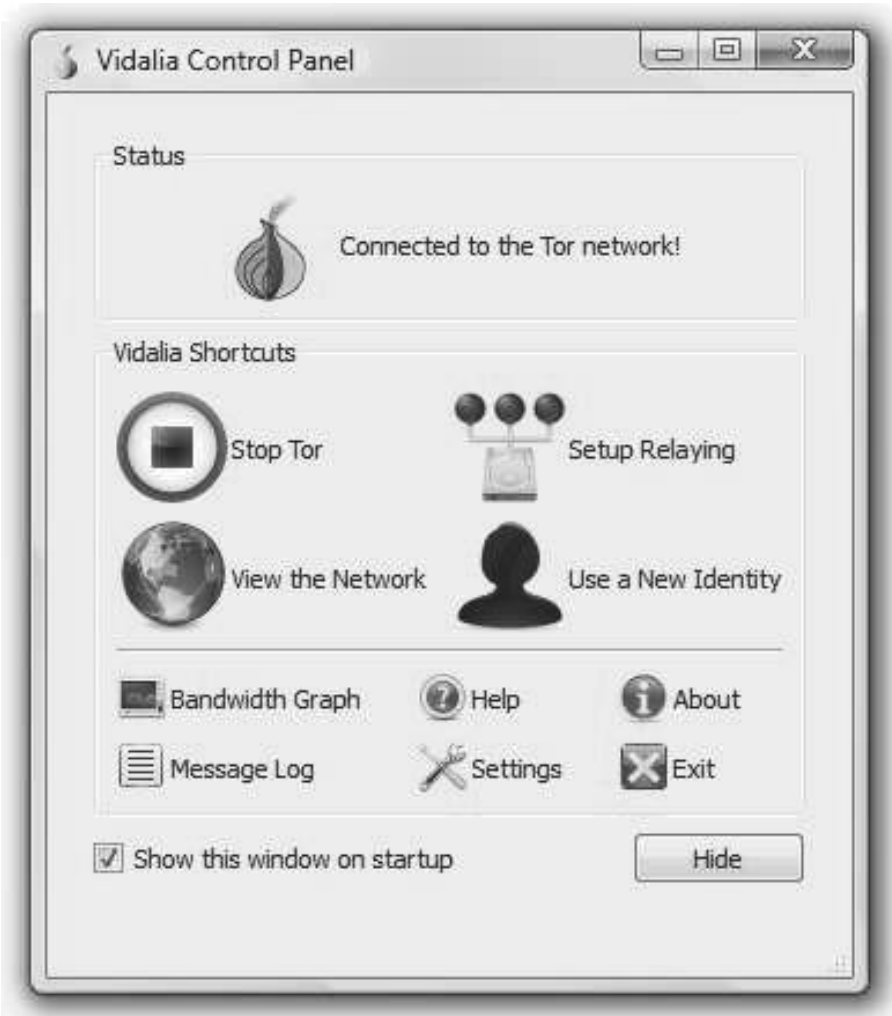 Vidalia Control Panel
Status
Connected to the Tor network!
Vidalia Shortcuts
Stop Tor
Setup Relaying
View the Network
Use a New Identity
Bandwidth Graph
Help
About
Message Log
Settings
Exit
Show this window on startup
Hide